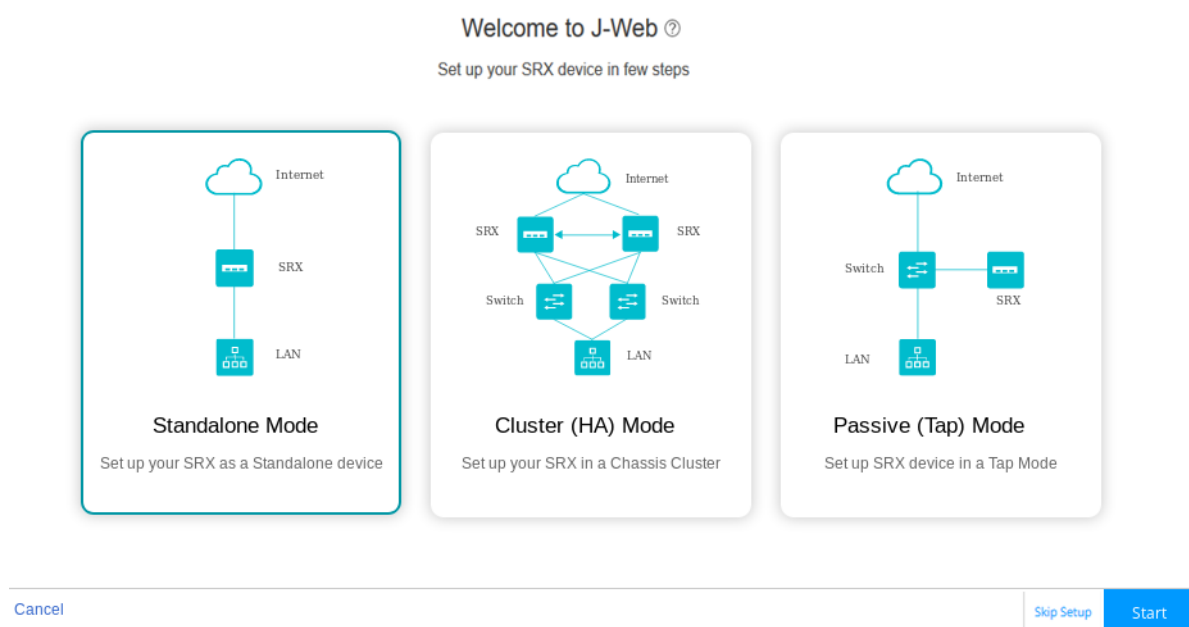 Welcome to J-Web ?
Set up your SRX device in few steps
Internet
SRX
LAN
Standalone Mode
Set up your SRX as a Standalone device
Internet
SRX
SRX
Switch
Switch
LAN
Cluster (HA) Mode
Set up your SRX in a Chassis Cluster
Internet
Switch
SRX
LAN
Passive (Tap) Mode
Set up SRX device in a Tap Mode
Cancel
Skip Setup
Start